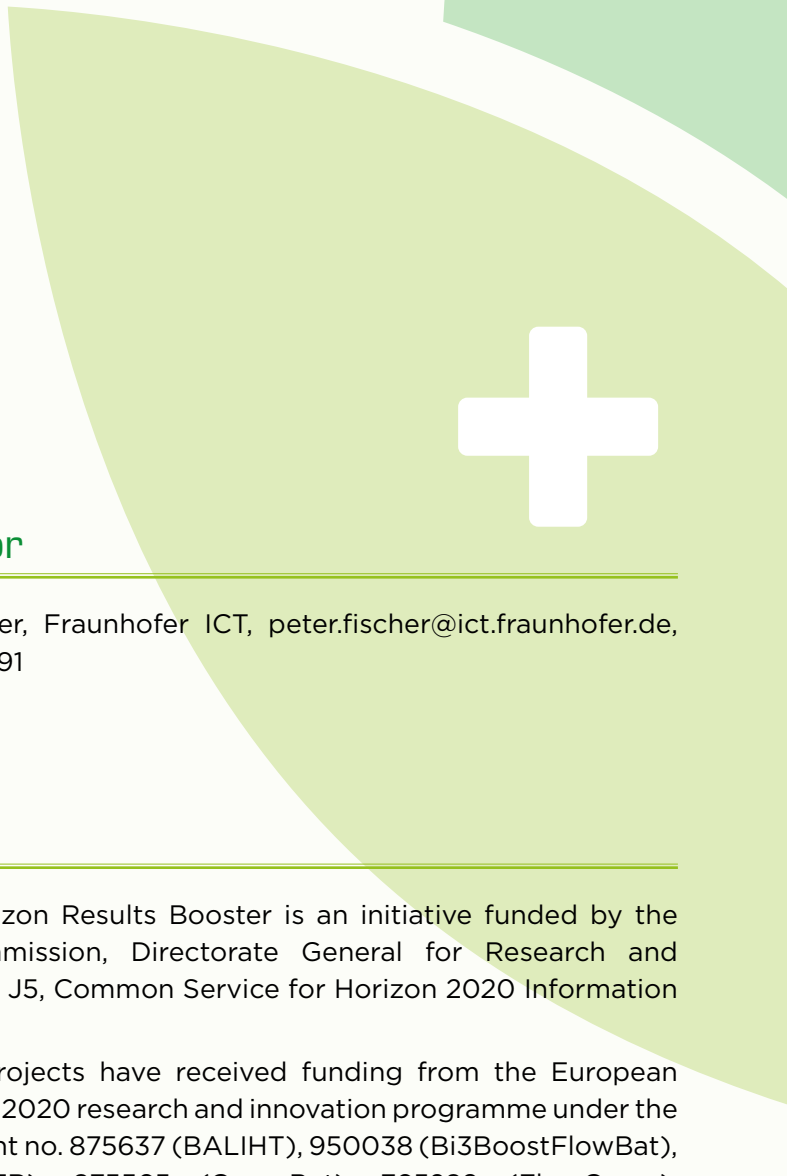 or
er, Fraunhofer ICT, peter.fischer@ict.fraunhofer.de,
91
zon Results Booster is an initiative funded by the
mission, Directorate General for Research and
J5, Common Service for Horizon 2020 Information
rojects have received funding from the European
2020 research and innovation programme under the
nt no. 875637 (BALIHT), 950038 (Bi3BoostFlowBat),